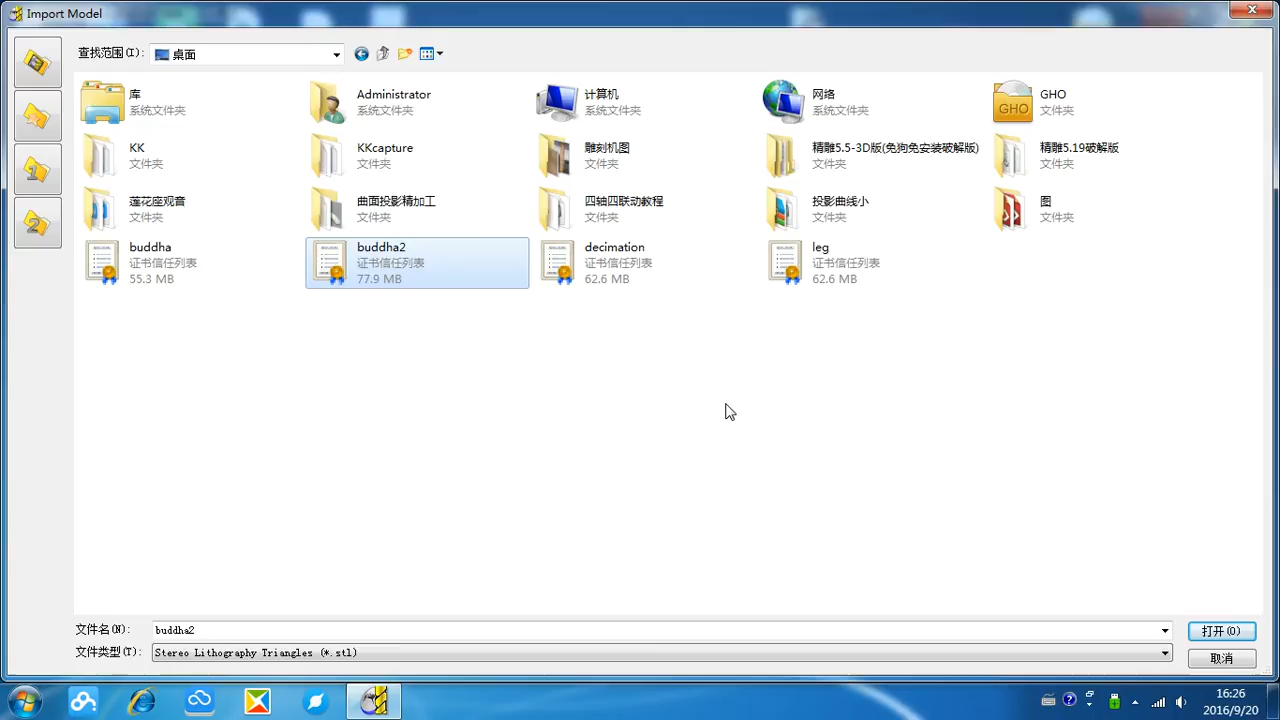 Import Model
查找范围(I):
桌面
库
系统文件夹
Administrator
系统文件夹
计算机
系统文件夹
网络
系统文件夹
GHO
文件夹
GHO
KK
文件夹
KKcapture
文件夹
雕刻机图
文件夹
精雕5.5-3D版(免狗免安装破解版)
文件夹
精雕5.19破解版
文件夹
莲花座观音
文件夹
曲面投影精加工
文件夹
四轴四联动教程
文件夹
投影曲线小
文件夹
图
文件夹
buddha
证书信任列表
55.3 MB
buddha2
证书信任列表
77.9 MB
decimation
证书信任列表
62.6 MB
leg
证书信任列表
62.6 MB
1
2
文件名(N):
buddha2
打开(O)
文件类型(T):
Stereo Lithography Triangles (*.stl)
取消
16:26
2016/9/20